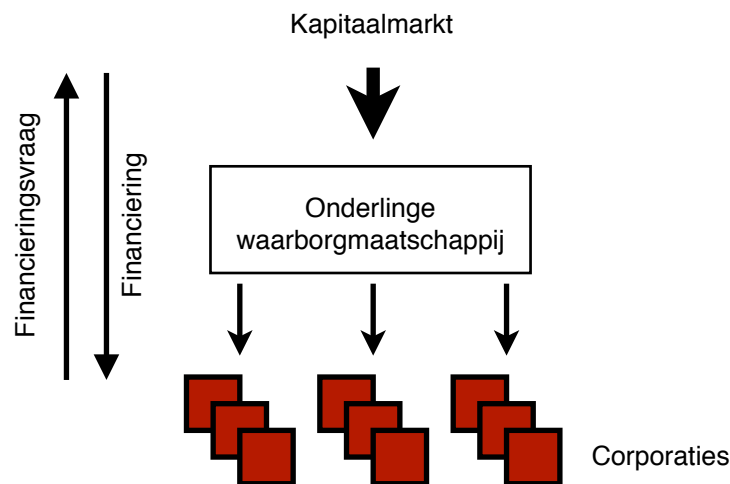 Kapitaalmarkt
Financieringsvraag
Financiering
Onderlinge
waarborgmaatschappij
Corporaties